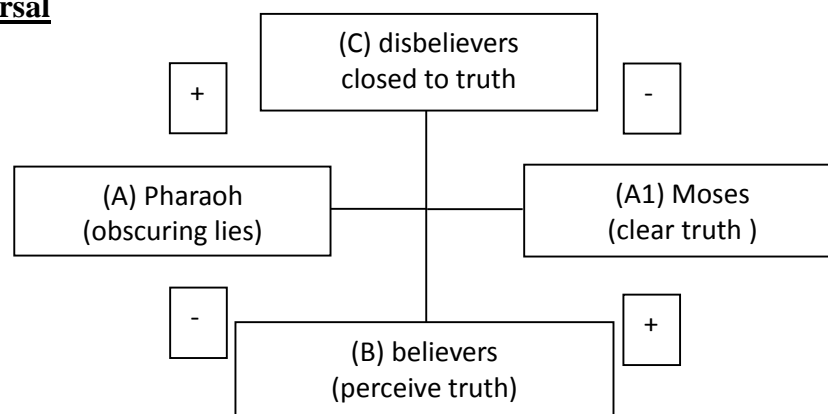 rsal
(C) disbelievers
closed to truth
+
-
(A) Pharaoh
(obscuring lies)
(A1) Moses
(clear truth )
-
+
(B) believers
(perceive truth)